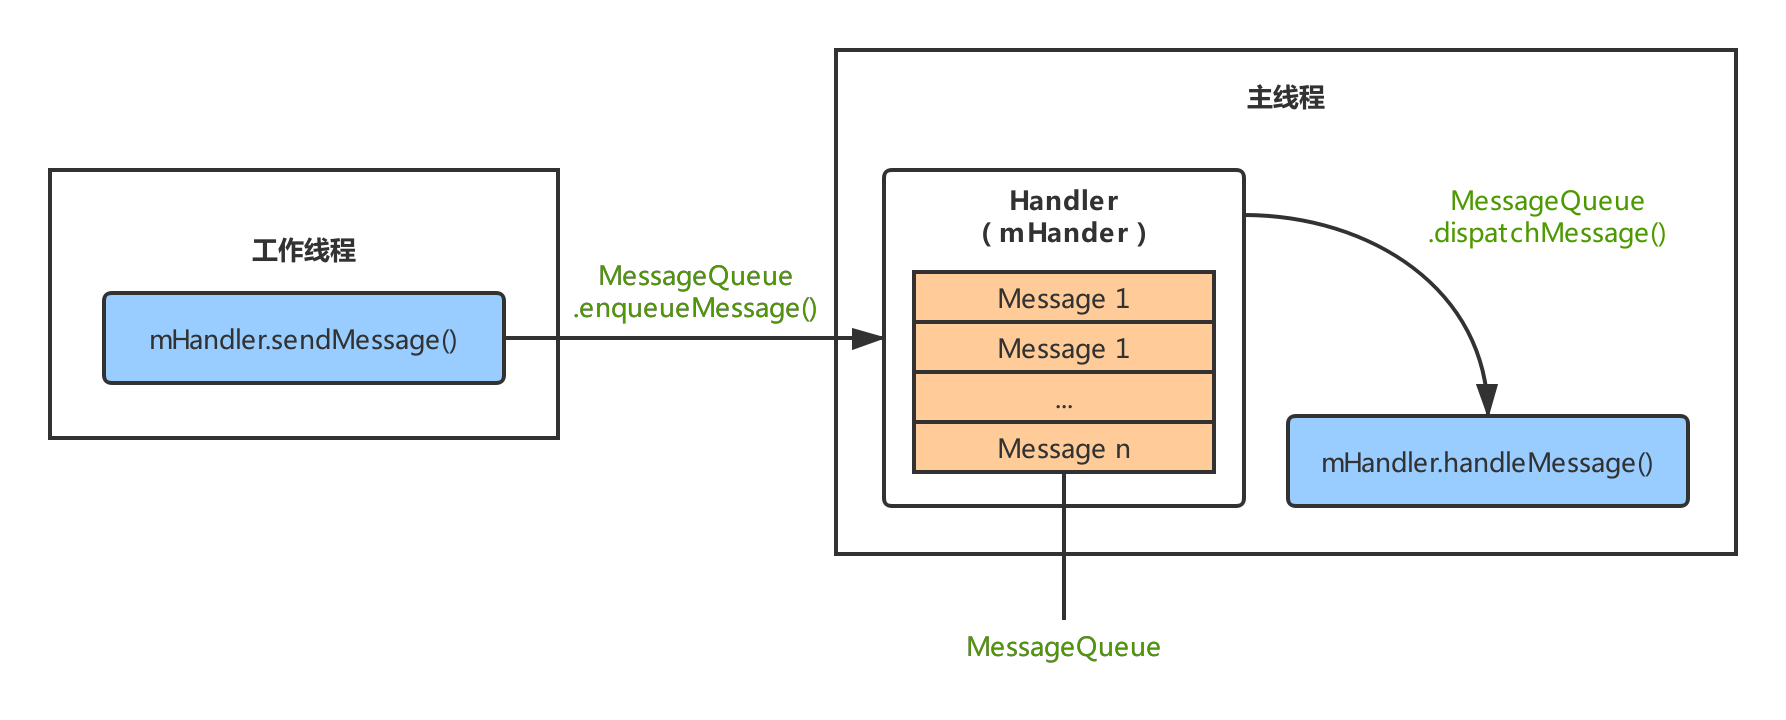 主线程
工作线程
mHandler.sendMessage()
MessageQueue
.enqueueMessage()
Handler
( mHander )
Message 1
Message 1
...
Message n
MessageQueue
.dispatchMessage()
mHandler.handleMessage()
MessageQueue